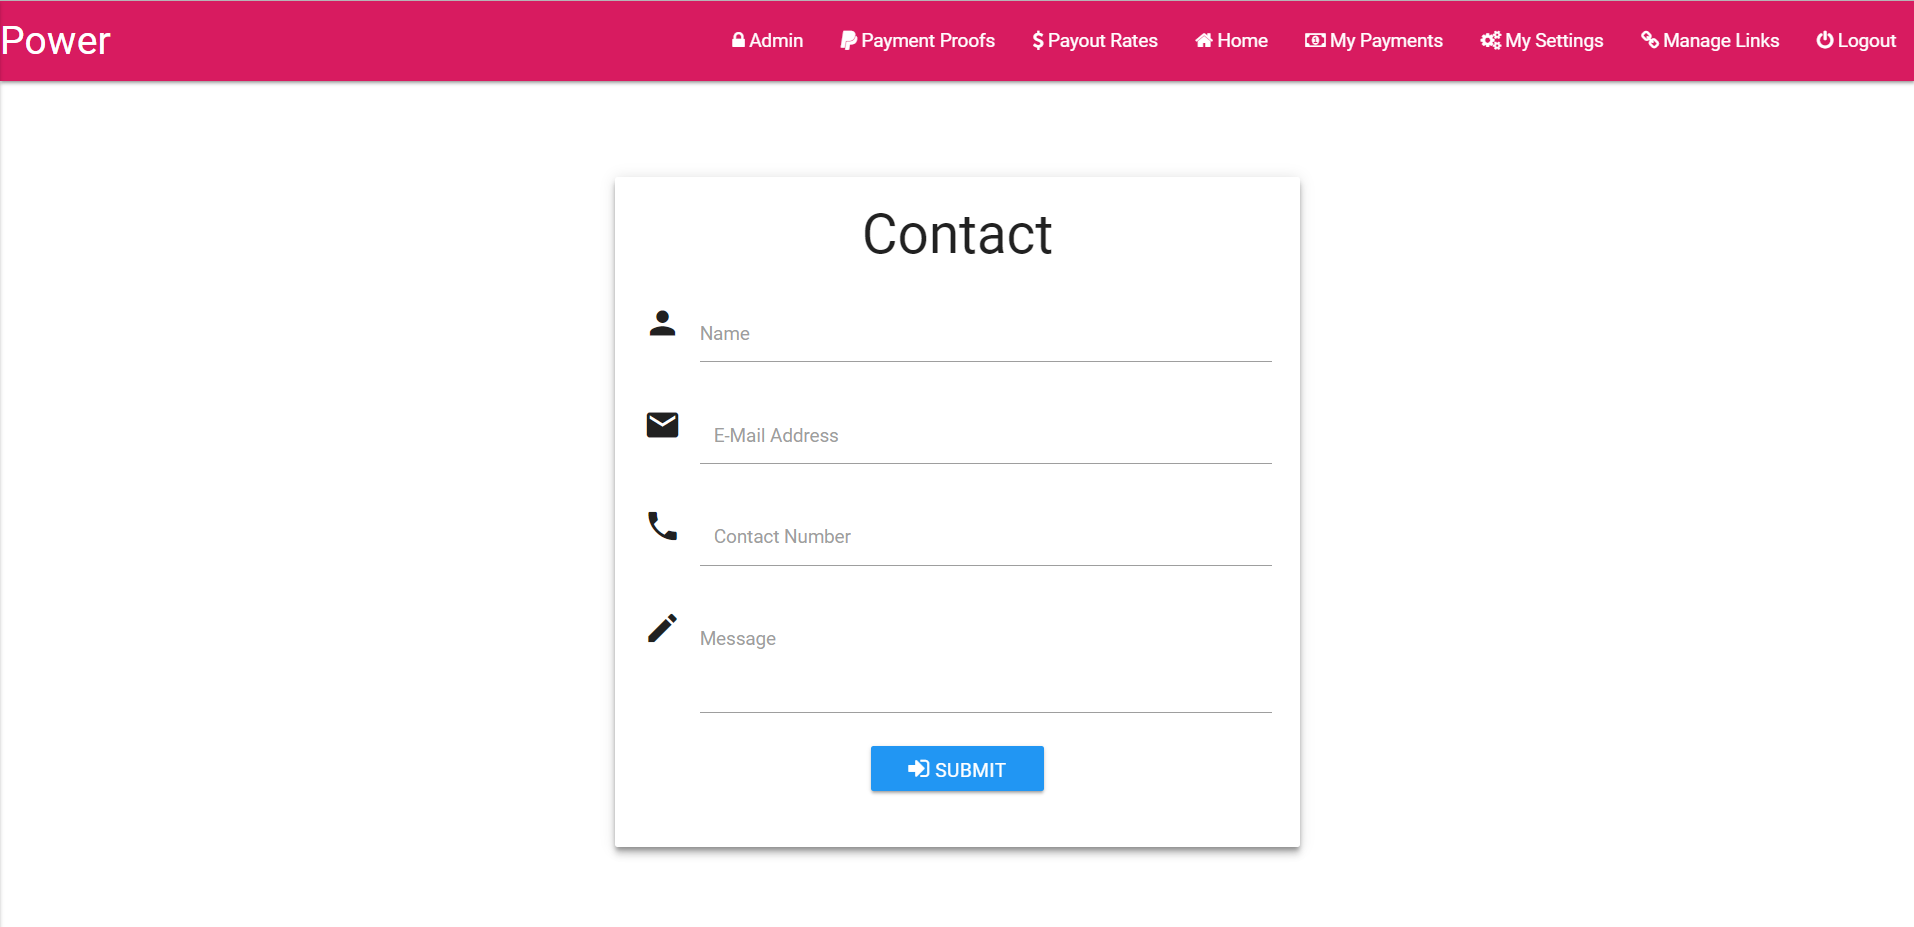 Power Admin Payment Proofs Payout Rates Home My Payments My Settings Manage Links Logout
Contact
Name
E-Mail Address
Contact Number
Message
SUBMIT